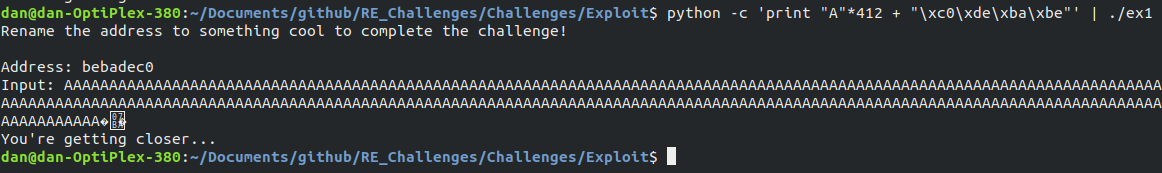 dan@dan-OptiPlex-380:~/Documents/github/RE_Challenges/Challenges/Exploit$ python -c 'print "A"*412 + "\xc0\xde\xba\xbe"' | ./ex1
Rename the address to something cool to complete the challenge!
Address: bebadec0
Input: AAAAAAAAAAAAAAAAAAAAAAAAAAAAAAAAAAAAAAAAAAAAAAAAAAAAAAAAAAAAAAAAAAAAAAAAAAAAAAAAAAAAAAAAAAAAAAAAAAAAAAAAAAAAAAAAAAAAAAAAAA
AAAAAAAAAAAAAAAAAAAAAAAAAAAAAAAAAAAAAAAAAAAAAAAAAAAAAAAAAAAAAAAAAAAAAAAAAAAAAAAAAAAAAAAAAAAAAAAAAAAAAAAAAAAAAAAAAAAAAAAAAAAAAAAAA
AAAAAAAAAAA�޺�
You're getting closer...
dan@dan-OptiPlex-380:~/Documents/github/RE_Challenges/Challenges/Exploit$